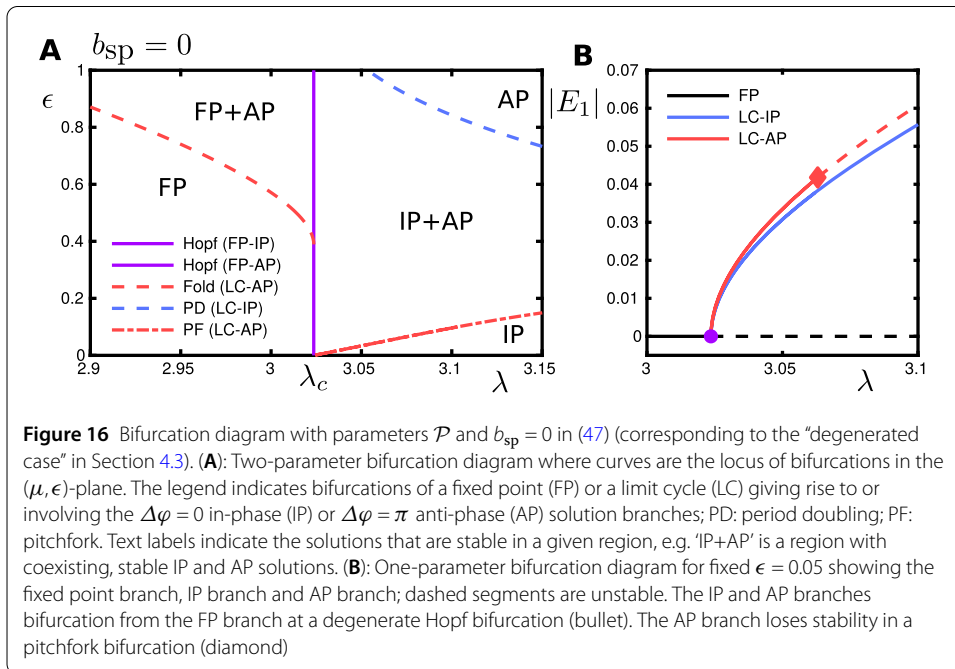 A
b_sp = 0
1
0.8
0.6
0.4
0.2
0
ϵ
FP+AP
AP
FP
IP+AP
IP
Hopf (FP-IP)
Hopf (FP-AP)
Fold (LC-AP)
PD (LC-IP)
PF (LC-AP)
2.9
2.95
3
λ_c
3.05
3.1
λ
3.15
B
0.07
0.06
0.05
0.04
0.03
0.02
0.01
0
|E_1|
FP
LC-IP
LC-AP
3
3.05
λ
3.1
Figure 16 Bifurcation diagram with parameters 𝒫 and b_sp = 0 in (47) (corresponding to the “degenerated
case” in Section 4.3). (A): Two-parameter bifurcation diagram where curves are the locus of bifurcations in the
(μ,ϵ)-plane. The legend indicates bifurcations of a fixed point (FP) or a limit cycle (LC) giving rise to or
involving the Δφ = 0 in-phase (IP) or Δφ = π anti-phase (AP) solution branches; PD: period doubling; PF:
pitchfork. Text labels indicate the solutions that are stable in a given region, e.g. ‘IP+AP’ is a region with
coexisting, stable IP and AP solutions. (B): One-parameter bifurcation diagram for fixed ϵ = 0.05 showing the
fixed point branch, IP branch and AP branch; dashed segments are unstable. The IP and AP branches
bifurcation from the FP branch at a degenerate Hopf bifurcation (bullet). The AP branch loses stability in a
pitchfork bifurcation (diamond)